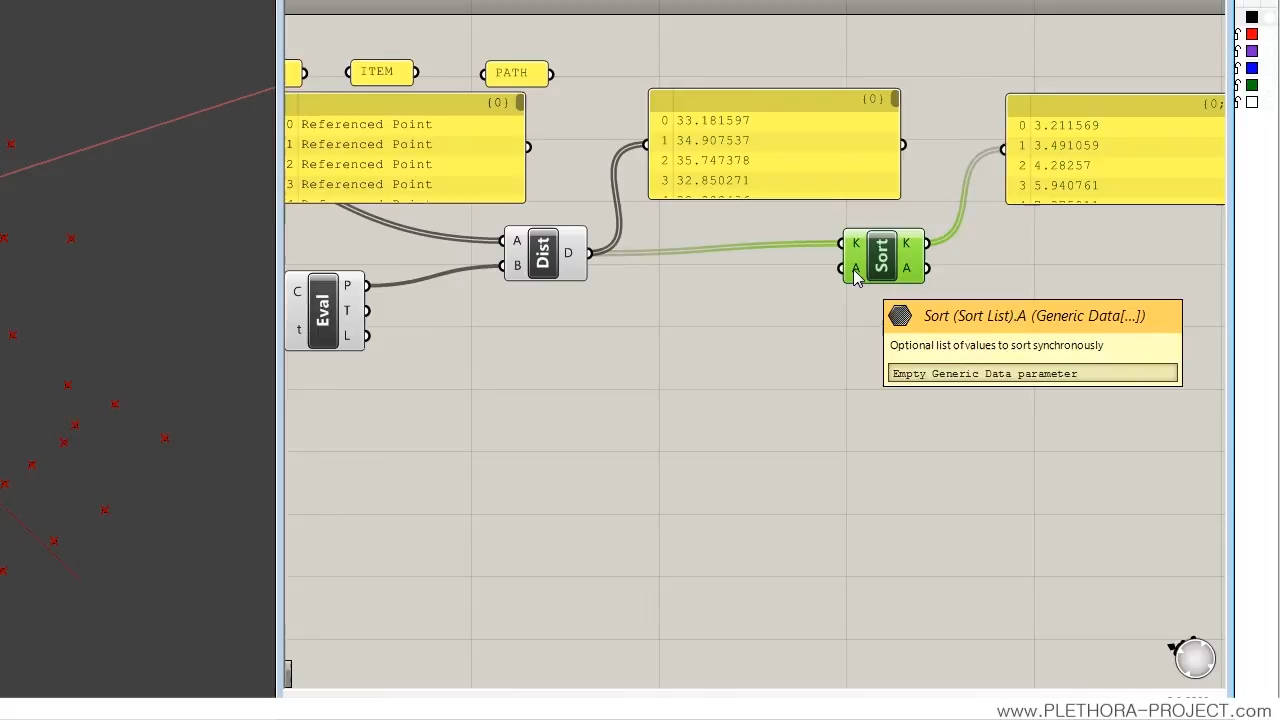 ITEM
PATH
{0}
0 Referenced Point
1 Referenced Point
2 Referenced Point
3 Referenced Point
{0}
0 33.181597
1 34.907537
2 35.747378
3 32.850271
{0;
0 3.211569
1 3.491059
2 4.28257
3 5.940761
A
B
Dist
D
K
A
Sort
K
A
C
t
Eval
P
T
L
Sort (Sort List).A (Generic Data[...])
Optional list of values to sort synchronously
Empty Generic Data parameter
www.PLETHORA-PROJECT.com